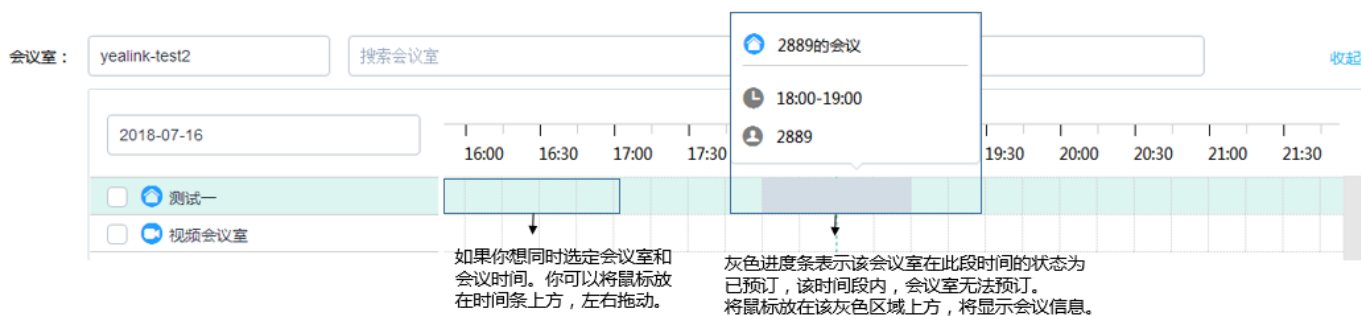 2889的会议
会议室：
yealink-test2
搜索会议室
收起
18:00-19:00
2018-07-16
2889
16:00 16:30 17:00 17:30 19:30 20:00 20:30 21:00 21:30
测试一
视频会议室
如果你想同时选定会议室和
会议时间。你可以将鼠标放
在时间条上方，左右拖动。
灰色进度条表示该会议室在此段时间的状态为
已预订，该时间段内，会议室无法预订。
将鼠标放在该灰色区域上方，将显示会议信息。